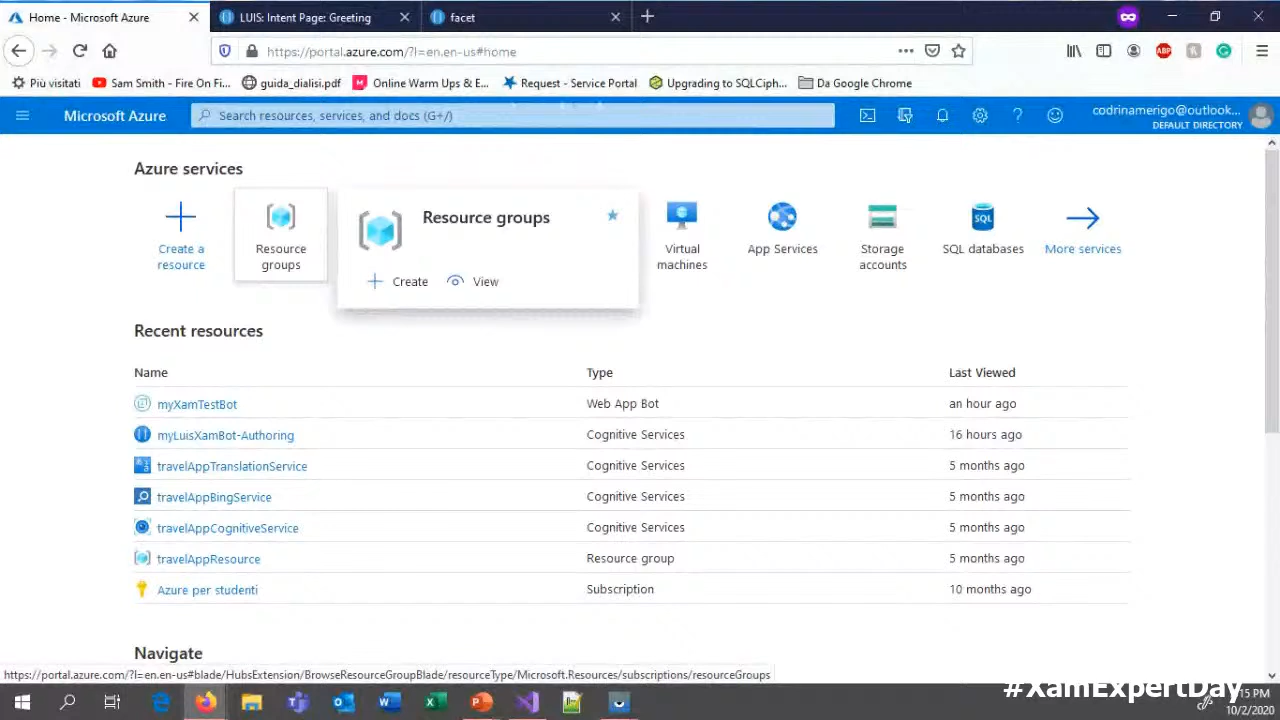 Home - Microsoft Azure
LUIS: Intent Page: Greeting
facet
https://portal.azure.com/?l=en.en-us#home
Più visitati
Sam Smith - Fire On Fi...
guida_dialisi.pdf
Online Warm Ups & E...
Request - Service Portal
Upgrading to SQLCiph...
Da Google Chrome
Microsoft Azure
Search resources, services, and docs (G+/)
codrinamerigo@outlook...
DEFAULT DIRECTORY
Azure services
Create a
resource
Resource
groups
Resource groups
Create
View
Virtual
machines
App Services
Storage
accounts
SQL
SQL databases
More services
Recent resources
Name Type Last Viewed
myXamTestBot Web App Bot an hour ago
myLuisXamBot-Authoring Cognitive Services 16 hours ago
travelAppTranslationService Cognitive Services 5 months ago
travelAppBingService Cognitive Services 5 months ago
travelAppCognitiveService Cognitive Services 5 months ago
travelAppResource Resource group 5 months ago
Azure per studenti Subscription 10 months ago
Navigate
https://portal.azure.com/?l=en.en-us#blade/HubsExtension/BrowseResourceGroupBlade/resourceType/Microsoft.Resources/subscriptions/resourceGroups
#XamExpertDay
:15 PM
10/2/2020